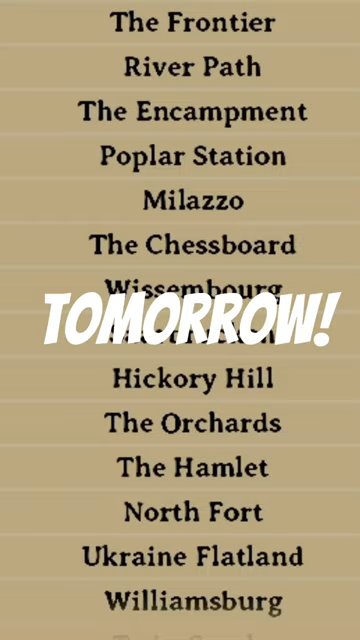 The Frontier
River Path
The Encampment
Poplar Station
Milazzo
The Chessboard
Wissembourg
TOMORROW!
Hickory Hill
The Orchards
The Hamlet
North Fort
Ukraine Flatland
Williamsburg